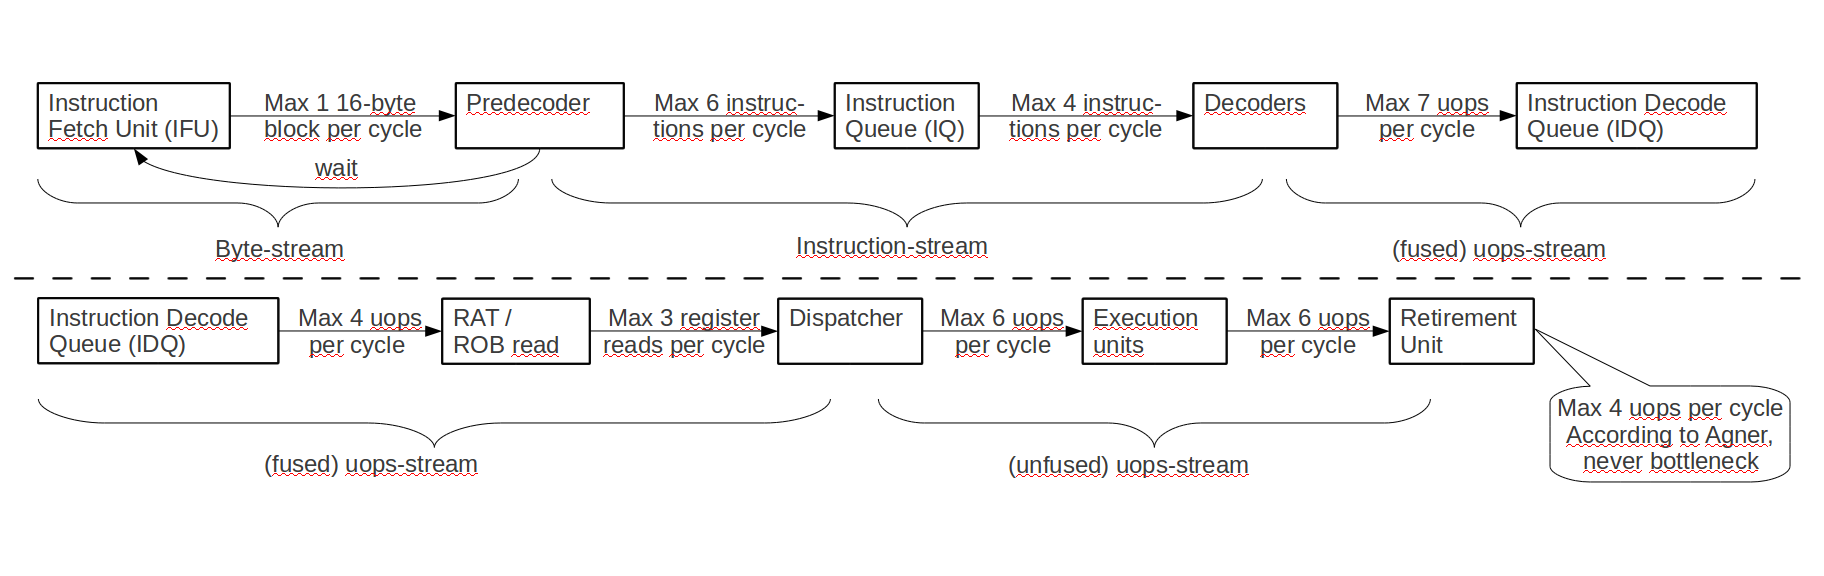 Instruction
Fetch Unit (IFU)
Max 1 16-byte
block per cycle
Predecoder
Max 6 instruc-
tions per cycle
Instruction
Queue (IQ)
Max 4 instruc-
tions per cycle
Decoders
Max 7 uops
per cycle
Instruction Decode
Queue (IDQ)
wait
Byte-stream
Instruction-stream
(fused) uops-stream
Instruction Decode
Queue (IDQ)
Max 4 uops
per cycle
RAT /
ROB read
Max 3 register
reads per cycle
Dispatcher
Max 6 uops
per cycle
Execution
units
Max 6 uops
per cycle
Retirement
Unit
Max 4 uops per cycle
According to Agner,
never bottleneck
(fused) uops-stream
(unfused) uops-stream